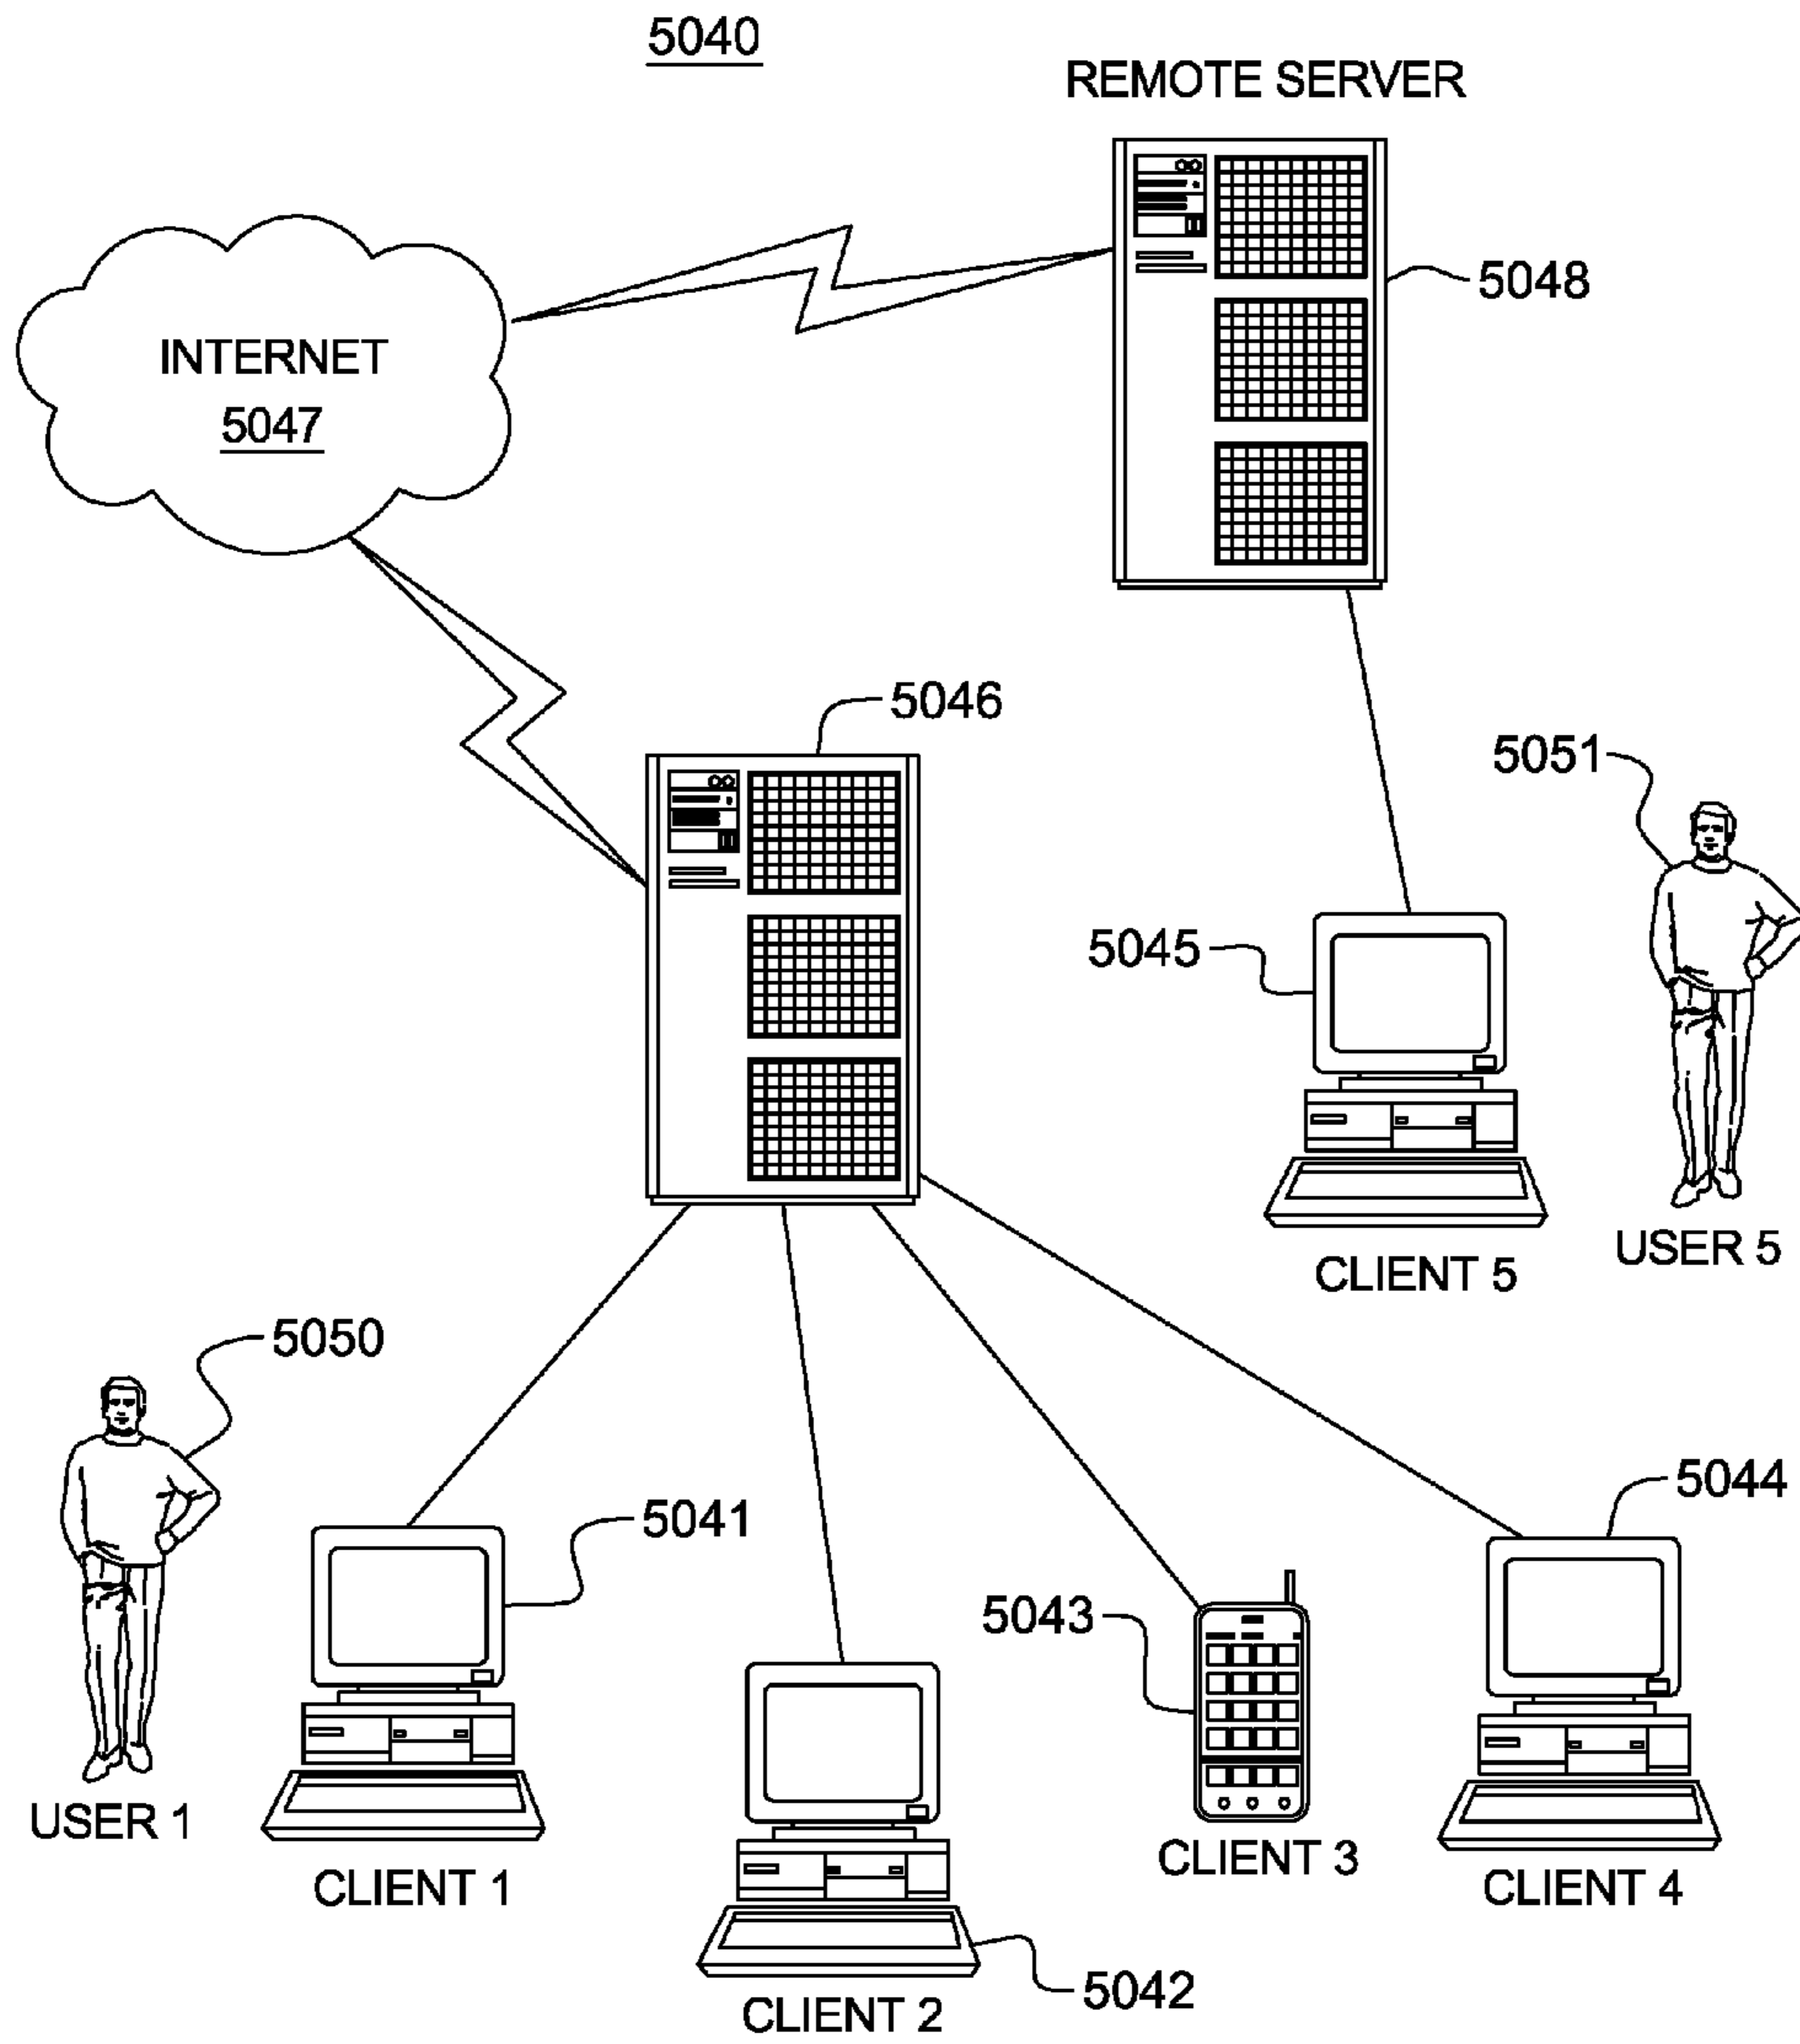 5040
REMOTE SERVER
5048
INTERNET
5047
5046
5051
5045
CLIENT 5
USER 5
5050
5041
5044
5043
USER 1
CLIENT 1
CLIENT 3
CLIENT 4
5042
CLIENT 2